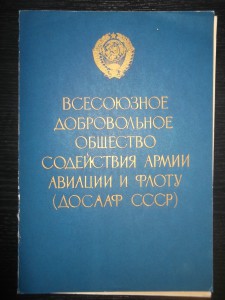 ВСЕСОЮЗНОЕ
ДОБРОВОЛЬНОЕ
ОБЩЕСТВО
СОДЕЙСТВИЯ АРМИИ
АВИАЦИИ И ФЛОТУ
(ДОСААФ СССР)